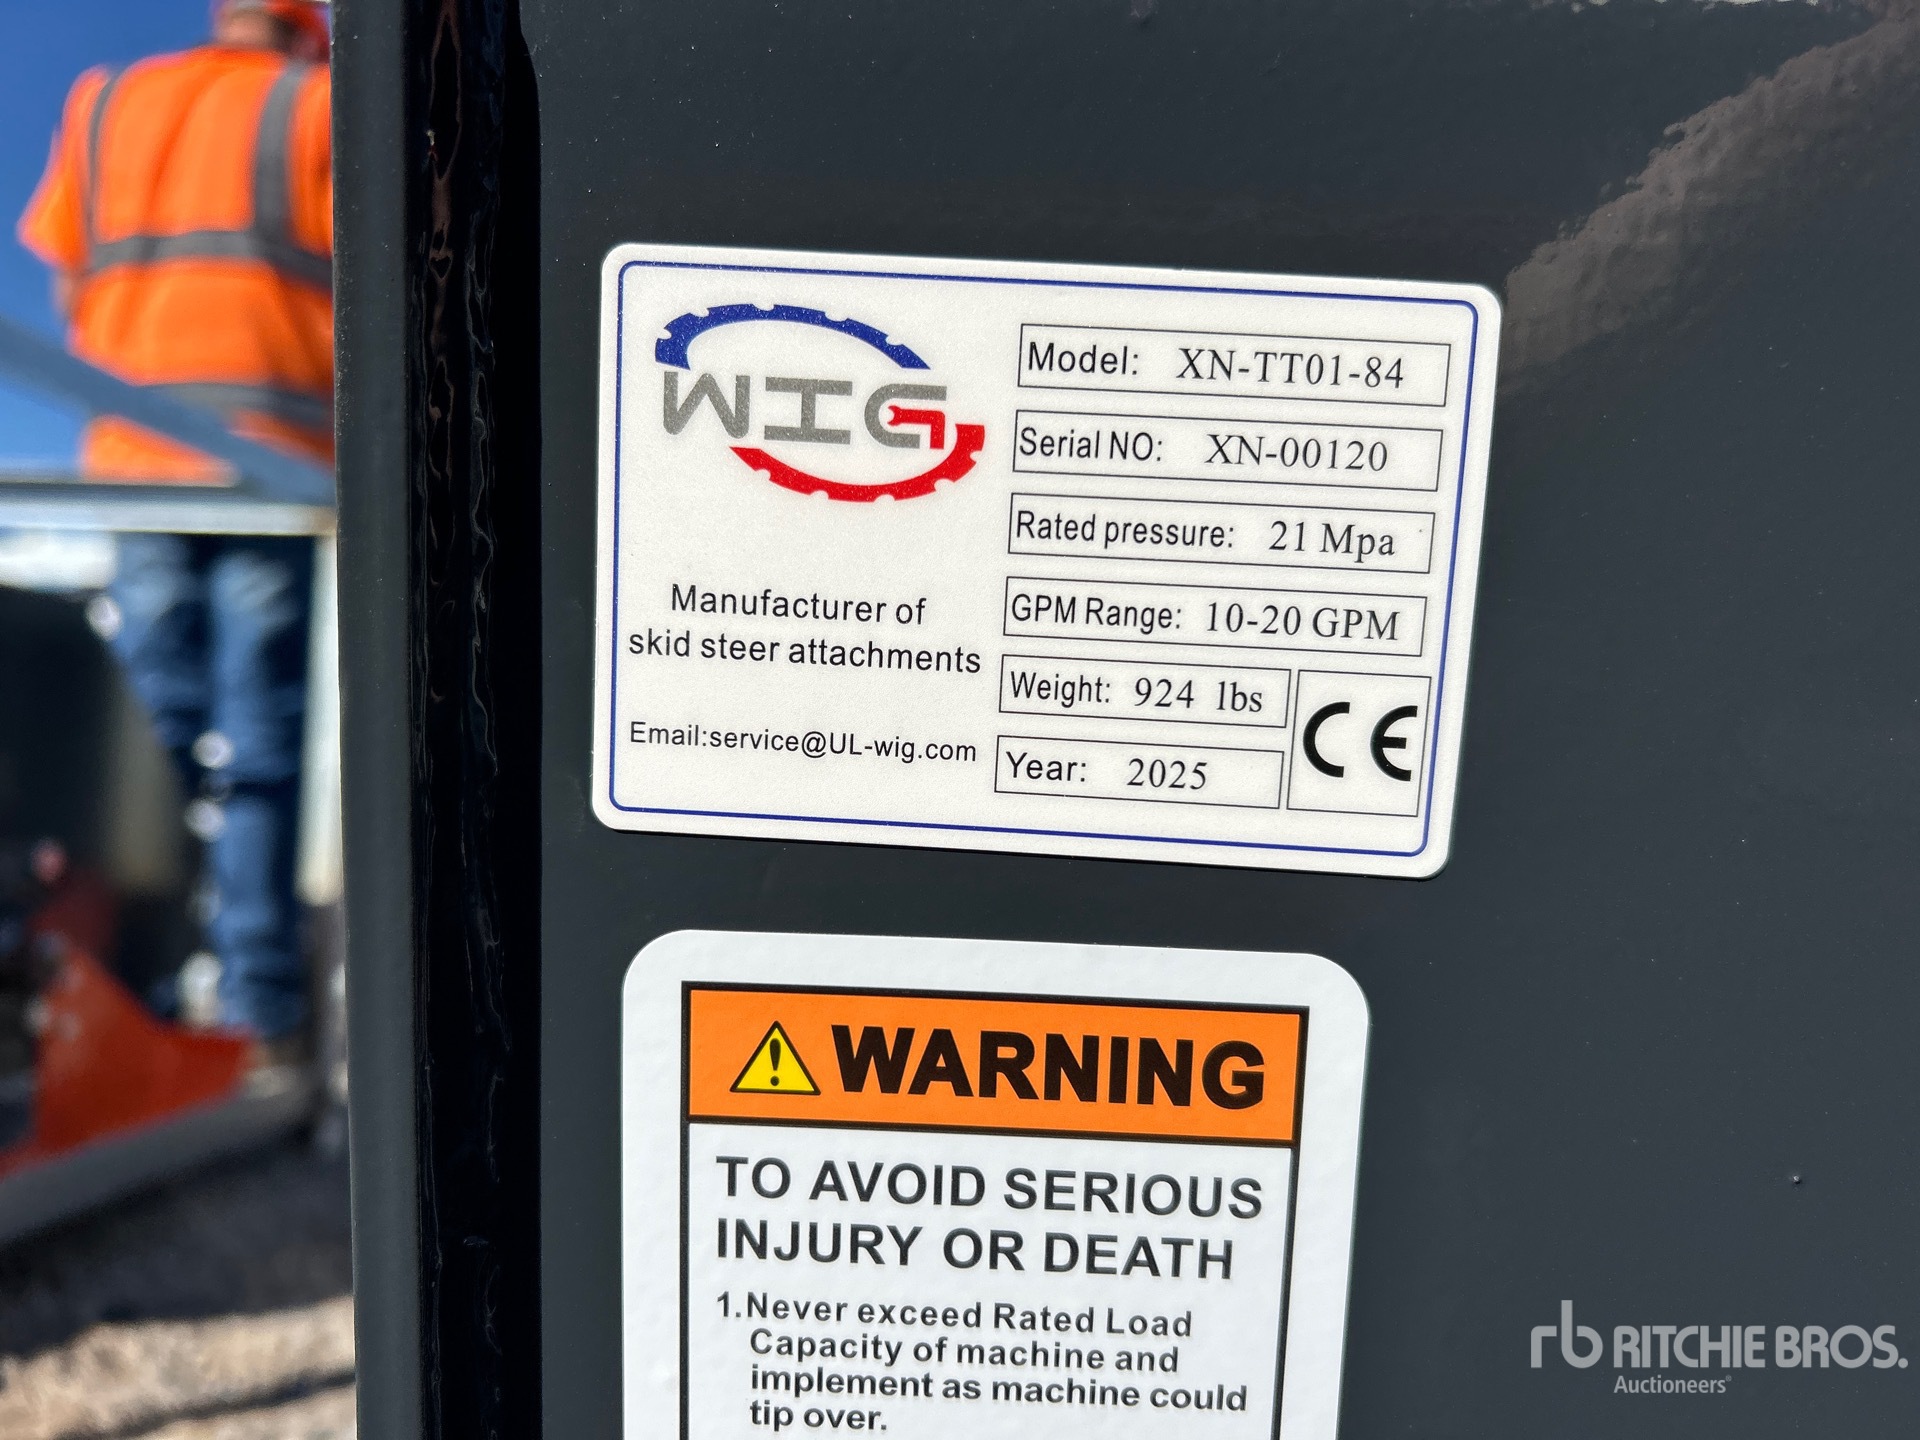 WIG
Manufacturer of
skid steer attachments
Email:service@UL-wig.com
Model: XN-TT01-84
Serial NO: XN-00120
Rated pressure: 21 Mpa
GPM Range: 10-20 GPM
Weight: 924 lbs
Year: 2025
CE
WARNING
TO AVOID SERIOUS
INJURY OR DEATH
1.Never exceed Rated Load
Capacity of machine and
implement as machine could
tip over.
rb RITCHIE BROS.
Auctioneers®